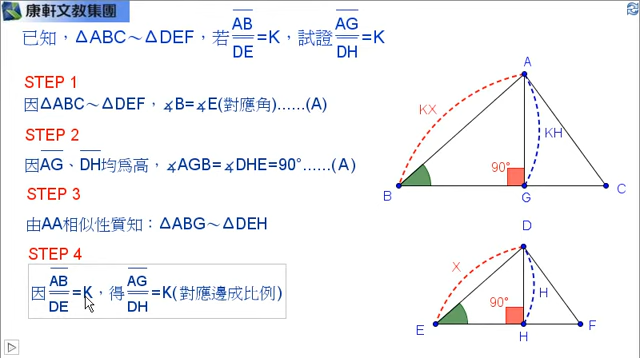 康軒文教集團
已知，ΔABC～ΔDEF，若 AB/DE=K，試證 AG/DH=K
STEP 1
因ΔABC～ΔDEF，∡B=∡E(對應角)......(A)
STEP 2
因AG、DH均為高，∡AGB=∡DHE=90°......(A)
STEP 3
由AA相似性質知：ΔABG～ΔDEH
STEP 4
因 AB/DE=K，得 AG/DH=K(對應邊成比例)
A
KX
KH
90°
B
G
C
D
X
H
90°
E
H
F